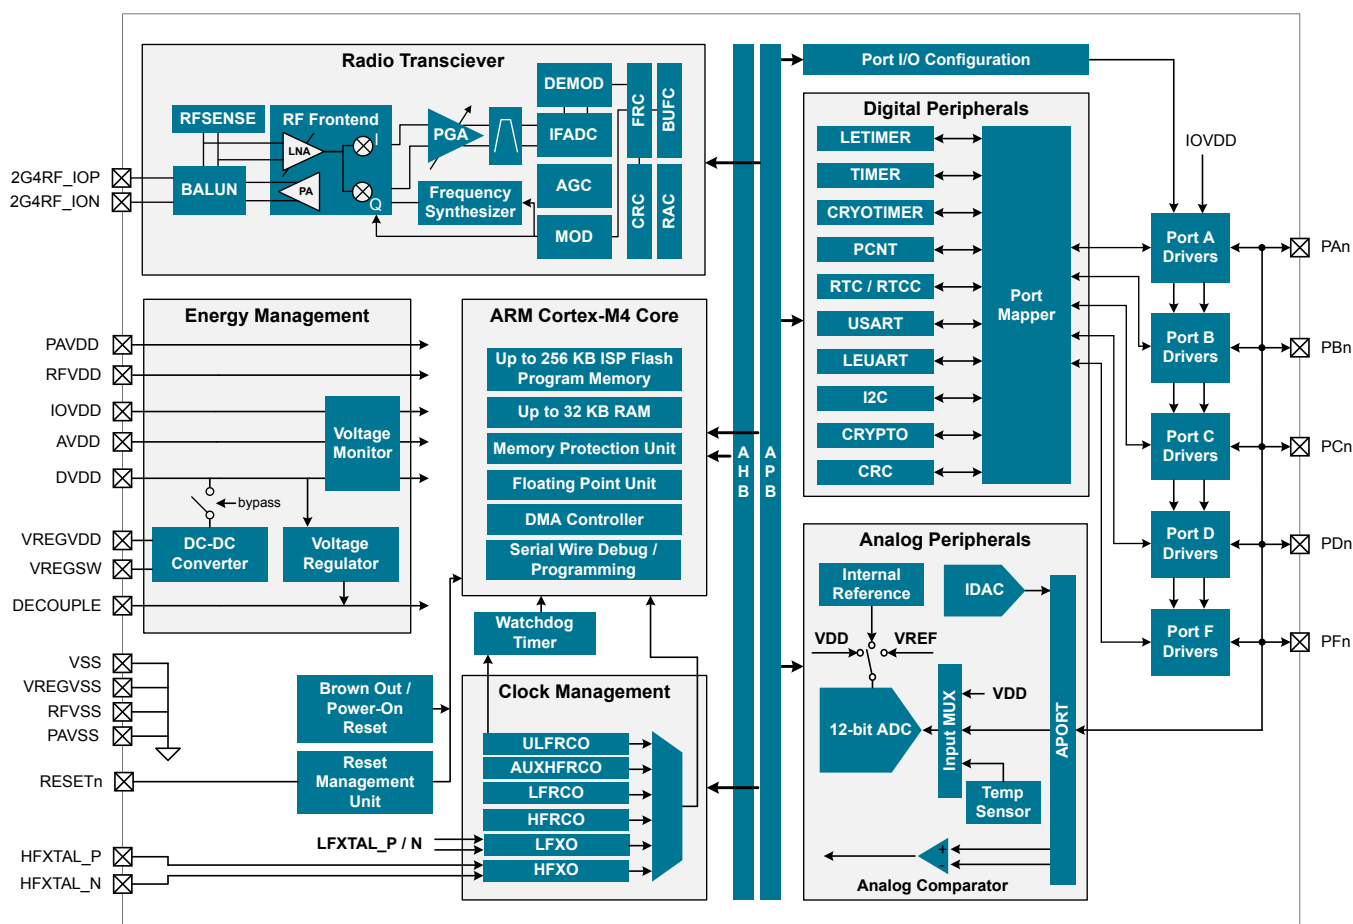 Radio Transciever
RFSENSE
BALUN
RF Frontend
LNA
PA
I
Q
PGA
Frequency
Synthesizer
DEMOD
IFADC
AGC
MOD
FRC
BUFC
CRC
RAC
2G4RF_IOP
2G4RF_ION
Energy Management
PAVDD
RFVDD
IOVDD
AVDD
DVDD
VREGVDD
VREGSW
DECOUPLE
Voltage
Monitor
bypass
DC-DC
Converter
Voltage
Regulator
VSS
VREGVSS
RFVSS
PAVSS
RESETn
HFXTAL_P
HFXTAL_N
Brown Out /
Power-On
Reset
Reset
Management
Unit
ARM Cortex-M4 Core
Up to 256 KB ISP Flash
Program Memory
Up to 32 KB RAM
Memory Protection Unit
Floating Point Unit
DMA Controller
Serial Wire Debug /
Programming
Watchdog
Timer
Clock Management
ULFRCO
AUXHFRCO
LFRCO
HFRCO
LFXO
HFXO
LFXTAL_P / N
A
H
B
A
P
B
Port I/O Configuration
Digital Peripherals
LETIMER
TIMER
CRYOTIMER
PCNT
RTC / RTCC
USART
LEUART
I2C
CRYPTO
CRC
Port
Mapper
Analog Peripherals
Internal
Reference
IDAC
VDD
VREF
12-bit ADC
Input MUX
VDD
Temp
Sensor
APORT
+
-
Analog Comparator
IOVDD
Port A
Drivers
Port B
Drivers
Port C
Drivers
Port D
Drivers
Port F
Drivers
PAn
PBn
PCn
PDn
PFn